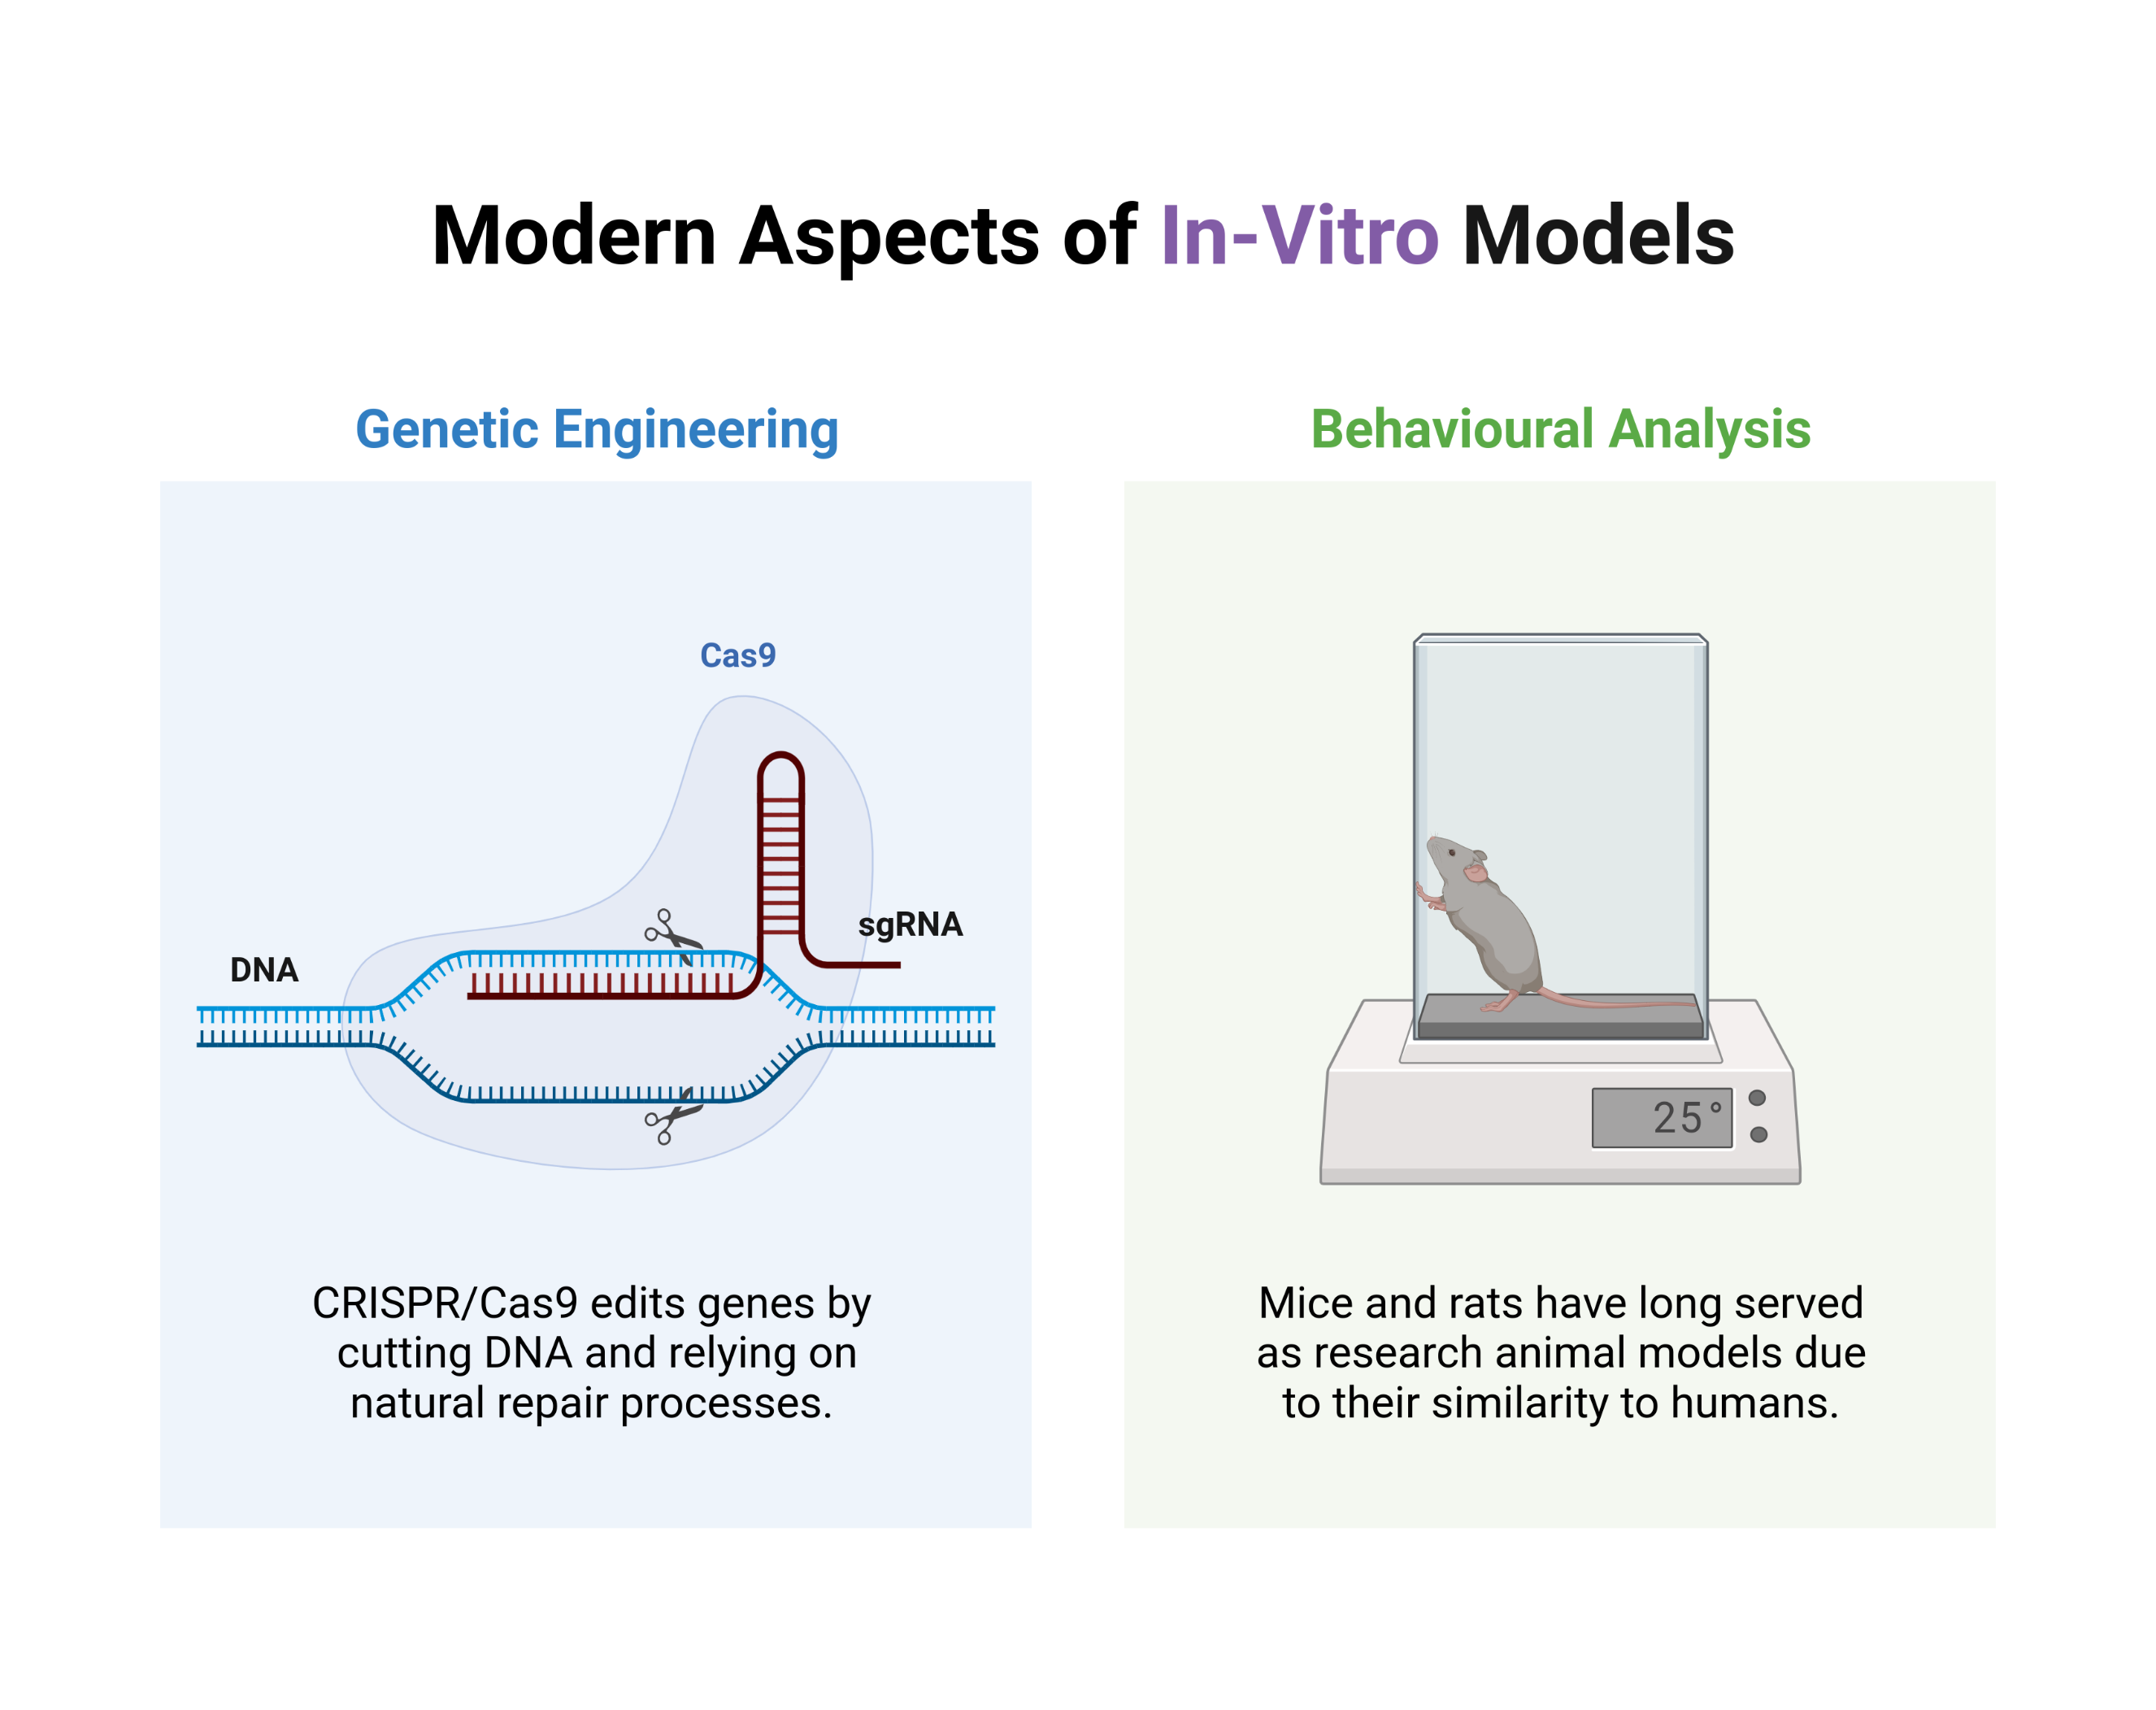 Modern Aspects of In-Vitro Models
Genetic Engineering
Cas9
sgRNA
DNA
CRISPR/Cas9 edits genes by
cutting DNA and relying on
natural repair processes.
Behavioural Analysis
25°
Mice and rats have long served
as research animal models due
to their similarity to humans.